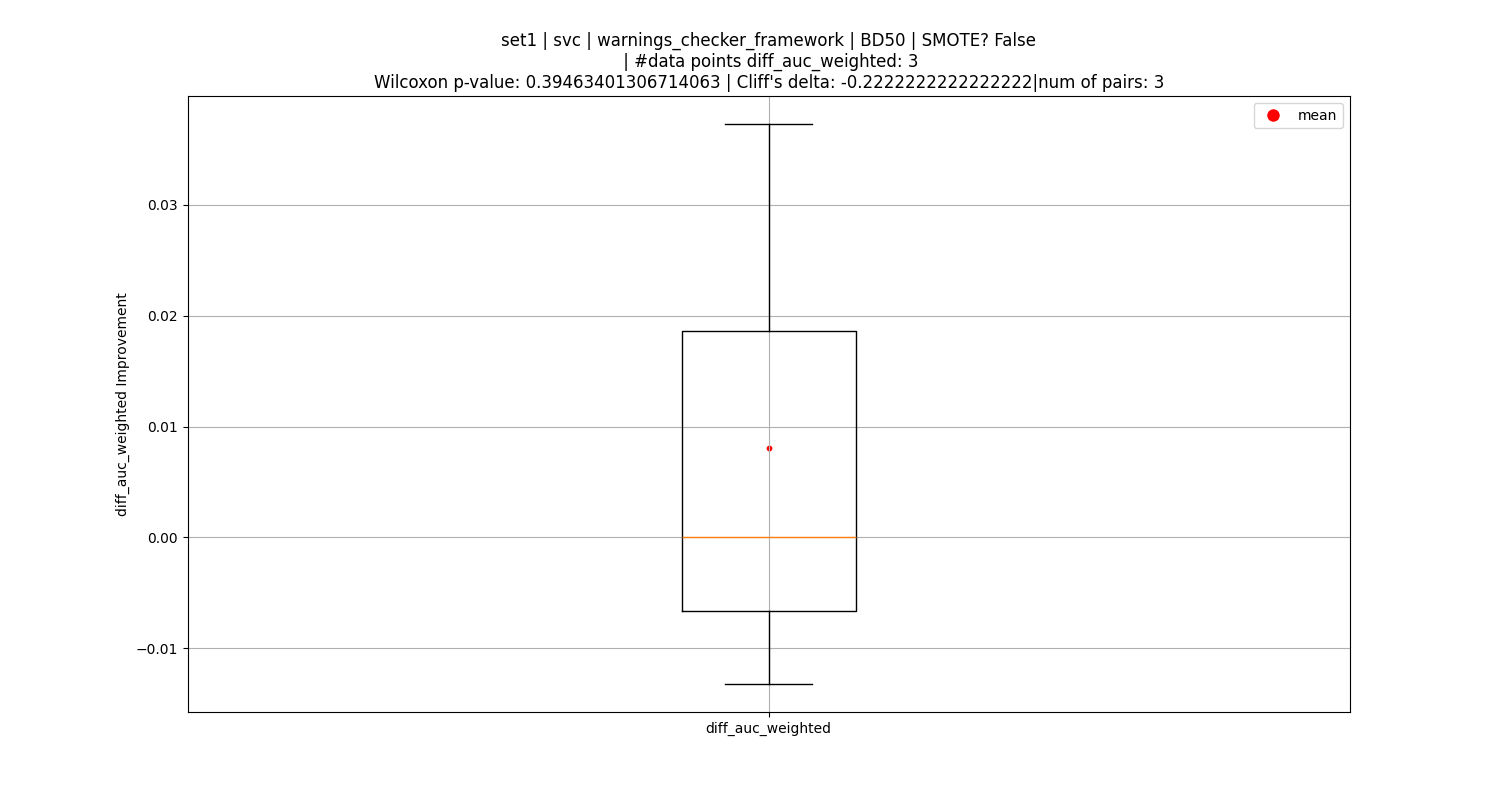 set1 | svc | warnings_checker_framework | BD50 | SMOTE? False
| #data points diff_auc_weighted: 3
Wilcoxon p-value: 0.39463401306714063 | Cliff's delta: -0.2222222222222222|num of pairs: 3
mean
0.03
0.02
0.01
0.00
−0.01
diff_auc_weighted Improvement
diff_auc_weighted